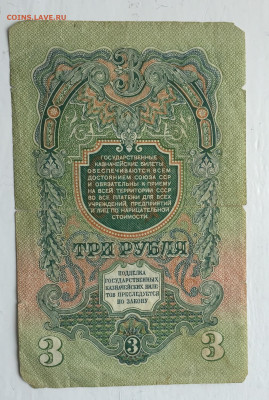 COINS.LAVE.RU
3
ГОСУДАРСТВЕННЫЕ
КАЗНАЧЕЙСКИЕ БИЛЕТЫ
ОБЕСПЕЧИВАЮТСЯ ВСЕМ
ДОСТОЯНИЕМ СОЮЗА ССР
И ОБЯЗАТЕЛЬНЫ К ПРИЕМУ
НА ВСЕЙ ТЕРРИТОРИИ СССР
ВО ВСЕ ПЛАТЕЖИ ДЛЯ ВСЕХ
УЧРЕЖДЕНИЙ, ПРЕДПРИЯТИЙ
И ЛИЦ ПО НАРИЦАТЕЛЬНОЙ
СТОИМОСТИ.
ТРИ РУБЛЯ
ПОДДЕЛКА
ГОСУДАРСТВЕННЫХ
КАЗНАЧЕЙСКИХ БИЛЕ
ТОВ ПРЕСЛЕДУЕТСЯ
ПО ЗАКОНУ.
3 3 3